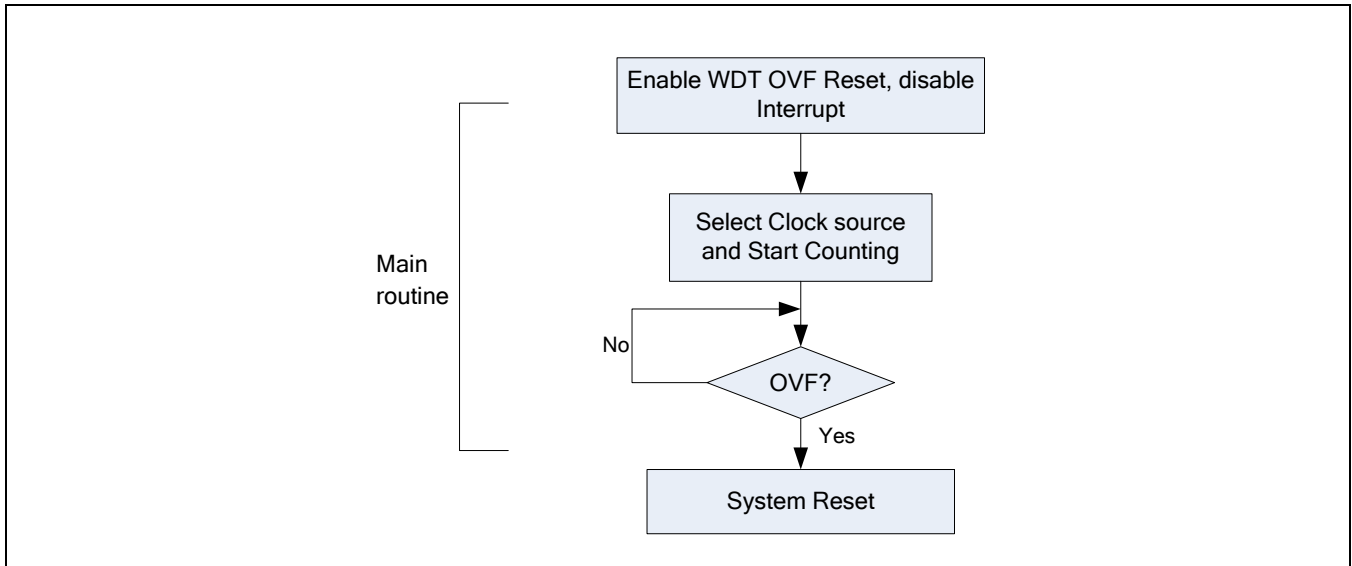 Enable WDT OVF Reset, disable
Interrupt
Select Clock source
and Start Counting
Main
routine
No
OVF?
Yes
System Reset